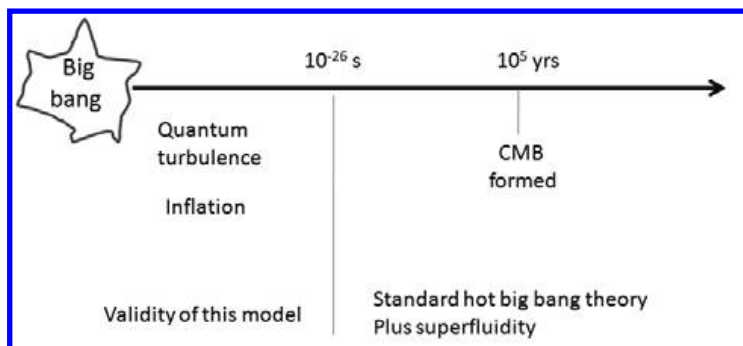 Big
bang
10⁻²⁶ s
10⁵ yrs
Quantum
turbulence
CMB
formed
Inflation
Validity of this model
Standard hot big bang theory
Plus superfluidity